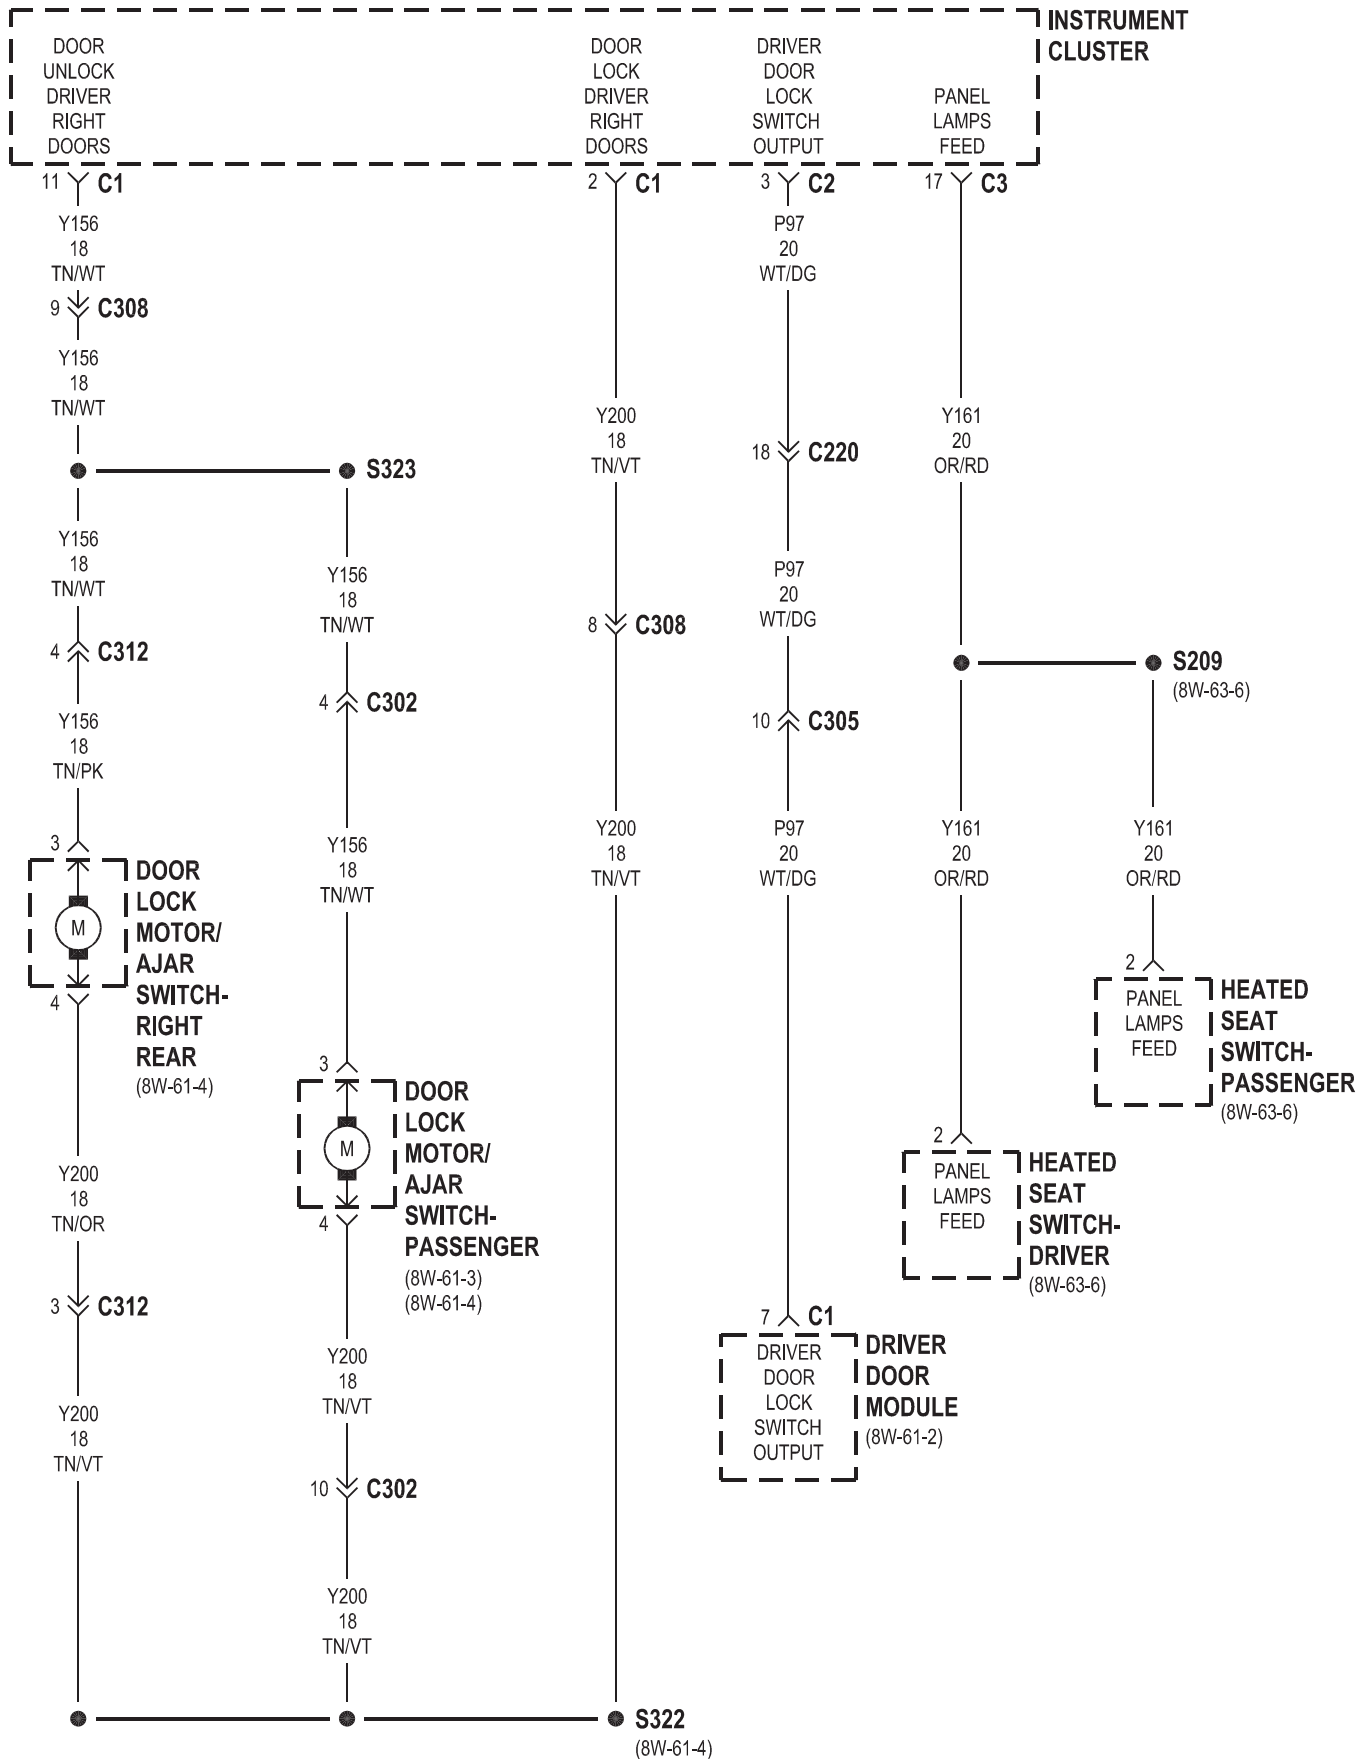 INSTRUMENT
CLUSTER
DOOR
UNLOCK
DRIVER
RIGHT
DOORS
DOOR
LOCK
DRIVER
RIGHT
DOORS
DRIVER
DOOR
LOCK
SWITCH
OUTPUT
PANEL
LAMPS
FEED
11 C1
2 C1
3 C2
17 C3
Y156
18
TN/WT
9 C308
Y156
18
TN/WT
S323
Y156
18
TN/WT
4 C312
Y156
18
TN/PK
3
M
DOOR
LOCK
MOTOR/
AJAR
SWITCH-
RIGHT
REAR
(8W-61-4)
4
Y200
18
TN/OR
3 C312
Y200
18
TN/VT
Y156
18
TN/WT
4 C302
Y156
18
TN/WT
3
M
DOOR
LOCK
MOTOR/
AJAR
SWITCH-
PASSENGER
(8W-61-3)
(8W-61-4)
4
Y200
18
TN/VT
10 C302
Y200
18
TN/VT
Y200
18
TN/VT
8 C308
Y200
18
TN/VT
S322
(8W-61-4)
P97
20
WT/DG
18 C220
P97
20
WT/DG
10 C305
P97
20
WT/DG
7 C1
DRIVER
DOOR
LOCK
SWITCH
OUTPUT
DRIVER
DOOR
MODULE
(8W-61-2)
Y161
20
OR/RD
S209
(8W-63-6)
Y161
20
OR/RD
2
PANEL
LAMPS
FEED
HEATED
SEAT
SWITCH-
DRIVER
(8W-63-6)
Y161
20
OR/RD
2
PANEL
LAMPS
FEED
HEATED
SEAT
SWITCH-
PASSENGER
(8W-63-6)